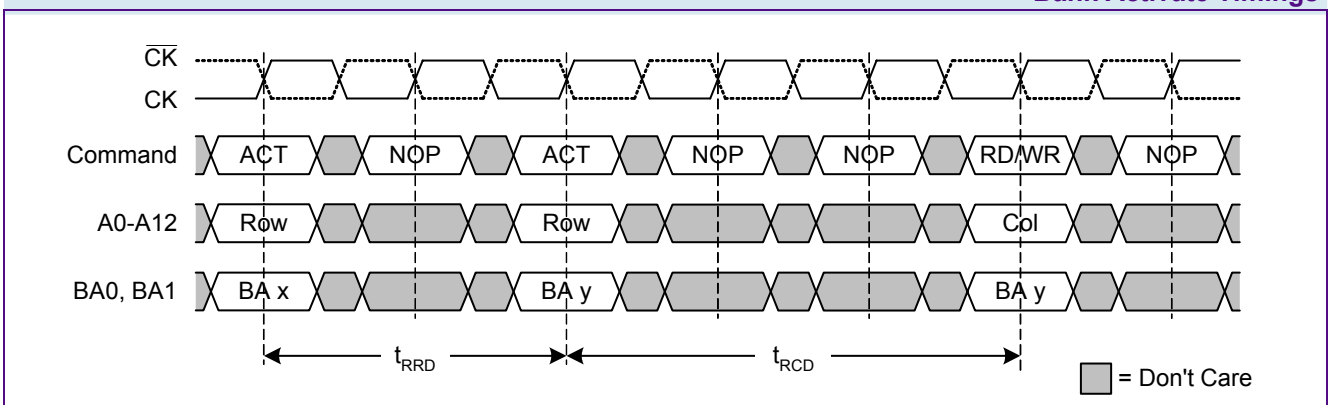 Bank Activate Timings
CK
CK
Command ACT NOP ACT NOP NOP RD/WR NOP
A0-A12 Row Row Col
BA0, BA1 BA x BA y BA y
tRRD tRCD
= Don't Care